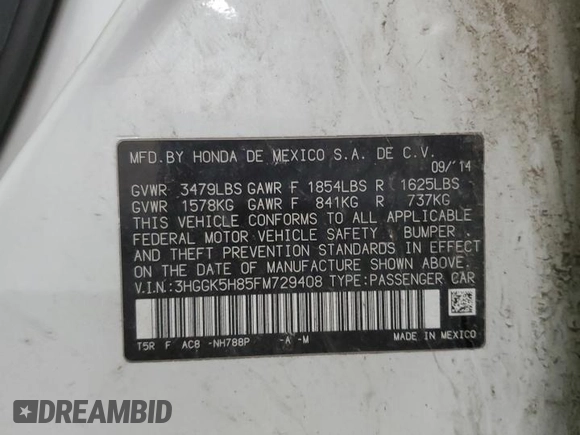 MFD.BY HONDA DE MEXICO S.A. DE C.V.
09/'14
GVWR 3479LBS GAWR F 1854LBS R 1625LBS
GVWR 1578KG GAWR F 841KG R 737KG
THIS VEHICLE CONFORMS TO ALL APPLICABLE
FEDERAL MOTOR VEHICLE SAFETY , BUMPER ,
AND THEFT PREVENTION STANDARDS IN EFFECT
ON THE DATE OF MANUFACTURE SHOWN ABOVE.
V.I.N:3HGGK5H85FM729408 TYPE:PASSENGER CAR
T5R F AC8 -NH788P -A -M MADE IN MEXICO
DREAMBID